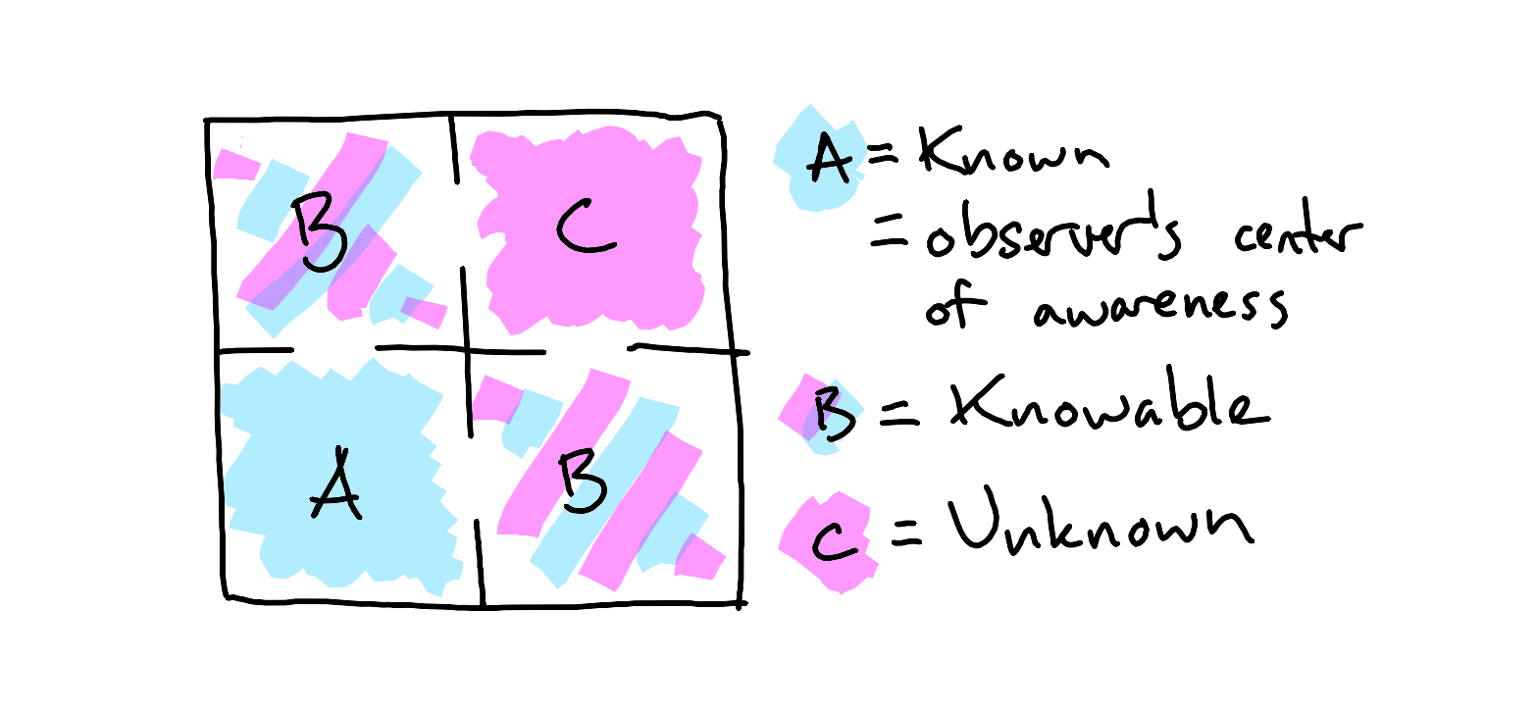 B C
A B
A = Known
= observer's center
of awareness
B = Knowable
C = Unknown